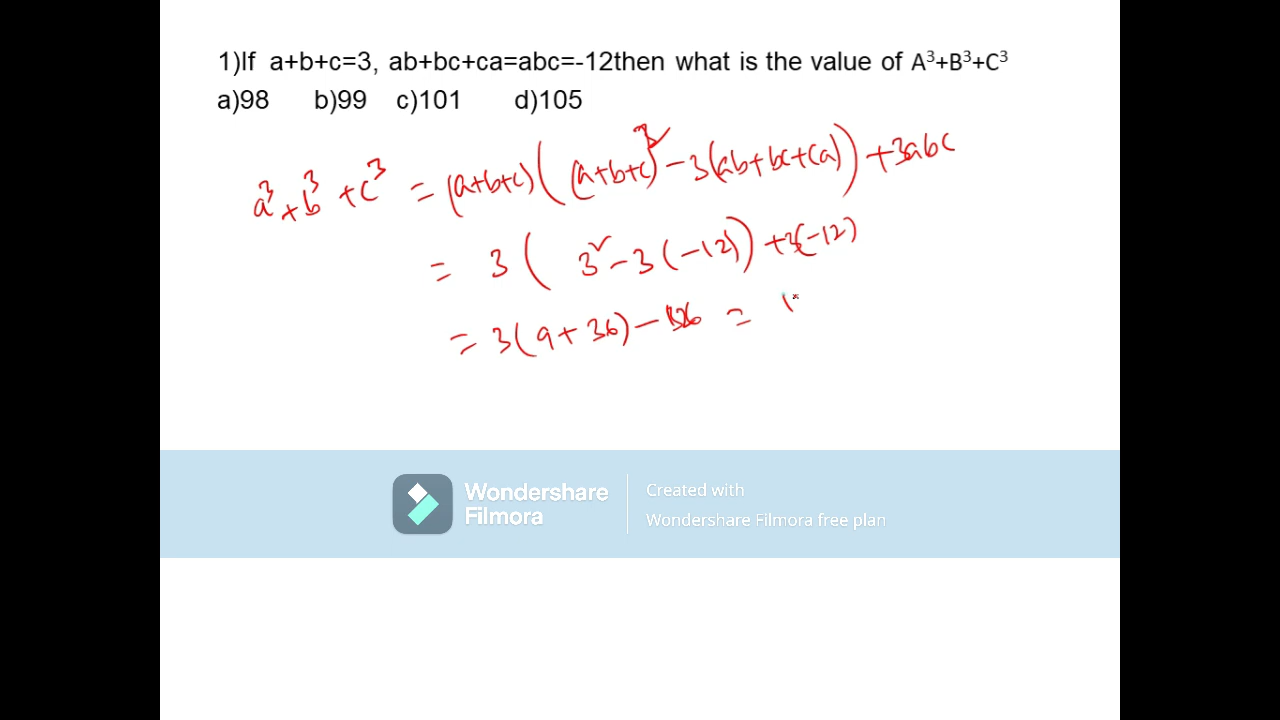 1)If a+b+c=3, ab+bc+ca=abc=-12then what is the value of A³+B³+C³
a)98 b)99 c)101 d)105
a³+b³+c³ = (a+b+c)((a+b+c)² -3(ab+bc+ca))+3abc
= 3( 3² -3(-12))+3(-12)
= 3(9+36)-36 =
Wondershare
Filmora
Created with
Wondershare Filmora free plan